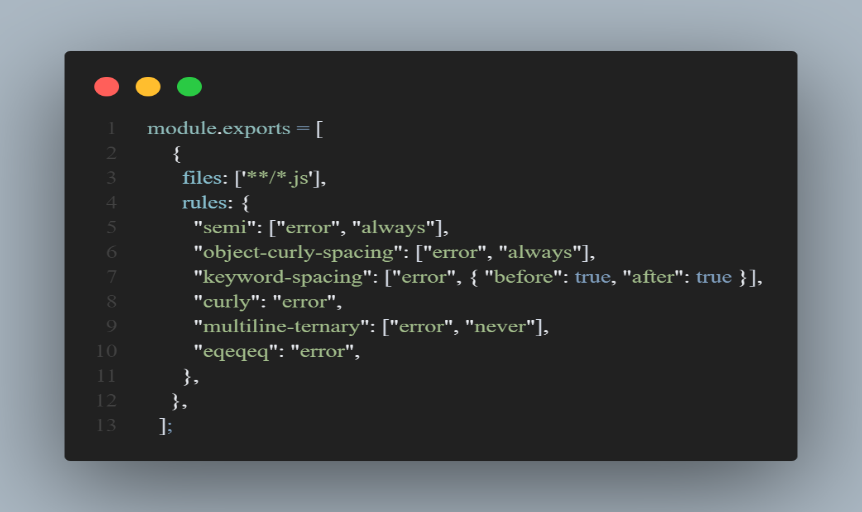 1 module.exports = [
2 {
3 files: ['**/*.js'],
4 rules: {
5 "semi": ["error", "always"],
6 "object-curly-spacing": ["error", "always"],
7 "keyword-spacing": ["error", { "before": true, "after": true }],
8 "curly": "error",
9 "multiline-ternary": ["error", "never"],
10 "eqeqeq": "error",
11 },
12 },
13 ];